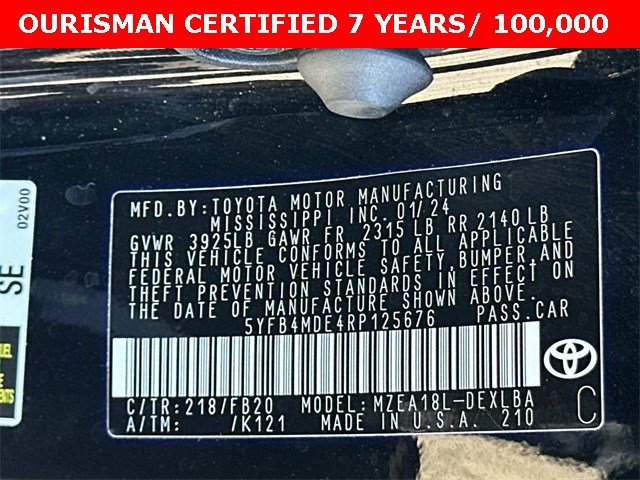 OURISMAN CERTIFIED 7 YEARS/ 100,000
02V00
SE
MFD.BY:TOYOTA MOTOR MANUFACTURING
MISSISSIPPI INC. 01/24
GVWR 3925LB GAWR FR 2315 LB RR 2140 LB
THIS VEHICLE CONFORMS TO ALL APPLICABLE
FEDERAL MOTOR VEHICLE SAFETY, BUMPER, AND
THEFT PREVENTION STANDARDS IN EFFECT ON
THE DATE OF MANUFACTURE SHOWN ABOVE.
5YFB4MDE4RP125676 PASS.CAR
C/TR:218/FB20 MODEL:MZEA18L-DEXLBA
A/TM: /K121 MADE IN U.S.A. 210
C